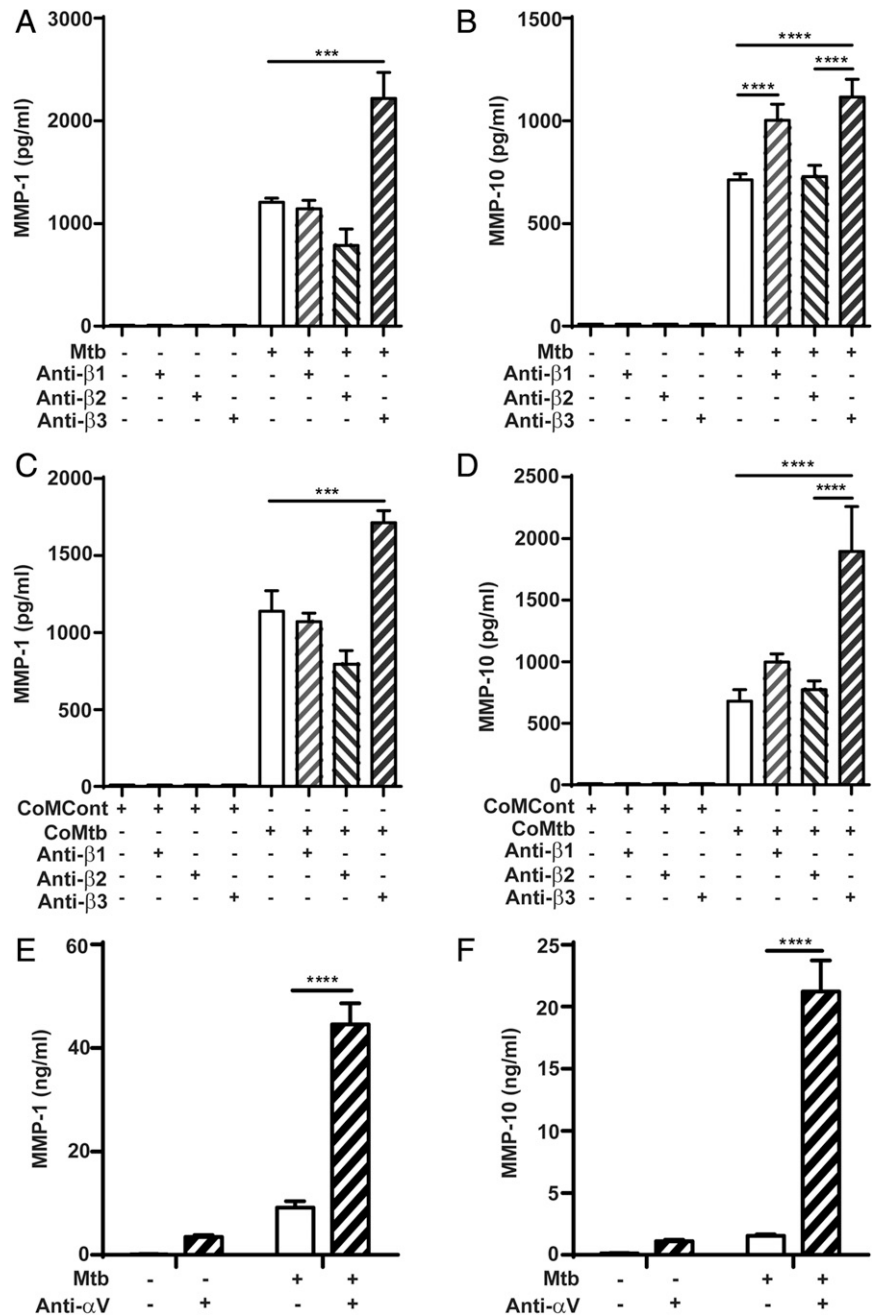 A
3000
2000
1000
0
MMP-1 (pg/ml)
***
Mtb - - - - + + + +
Anti-β1 - + - - - + - -
Anti-β2 - - + - - - + -
Anti-β3 - - - + - - - +
B
1500
1000
500
0
MMP-10 (pg/ml)
****
**** ****
Mtb - - - - + + + +
Anti-β1 - + - - - + - -
Anti-β2 - - + - - - + -
Anti-β3 - - - + - - - +
C
2000
1500
1000
500
0
MMP-1 (pg/ml)
***
CoMCont + + + + - - - -
CoMtb - - - - + + + +
Anti-β1 - + - - - + - -
Anti-β2 - - + - - - + -
Anti-β3 - - - + - - - +
D
2500
2000
1500
1000
500
0
MMP-10 (pg/ml)
****
****
CoMCont + + + + - - - -
CoMtb - - - - + + + +
Anti-β1 - + - - - + - -
Anti-β2 - - + - - - + -
Anti-β3 - - - + - - - +
E
60
40
20
0
MMP-1 (ng/ml)
****
Mtb - - + +
Anti-αV - + - +
F
25
20
15
10
5
0
MMP-10 (ng/ml)
****
Mtb - - + +
Anti-αV - + - +